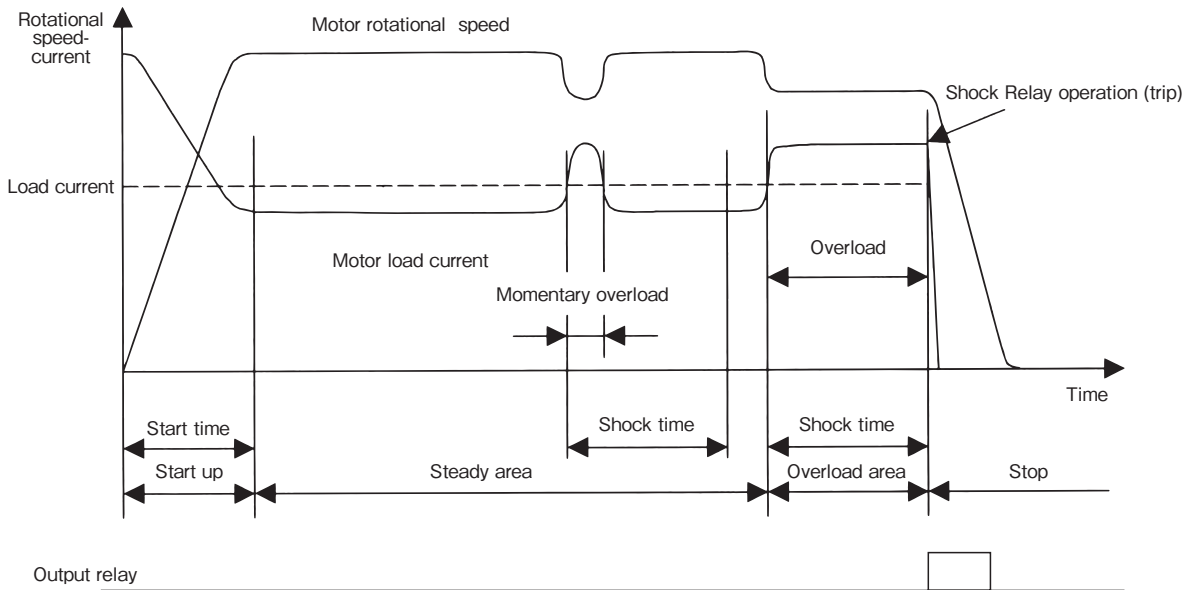 Rotational
speed-
current
Motor rotational speed
Shock Relay operation (trip)
Load current
Overload
Motor load current
Momentary overload
Time
Start time
Shock time
Shock time
Start up
Steady area
Overload area
Stop
Output relay